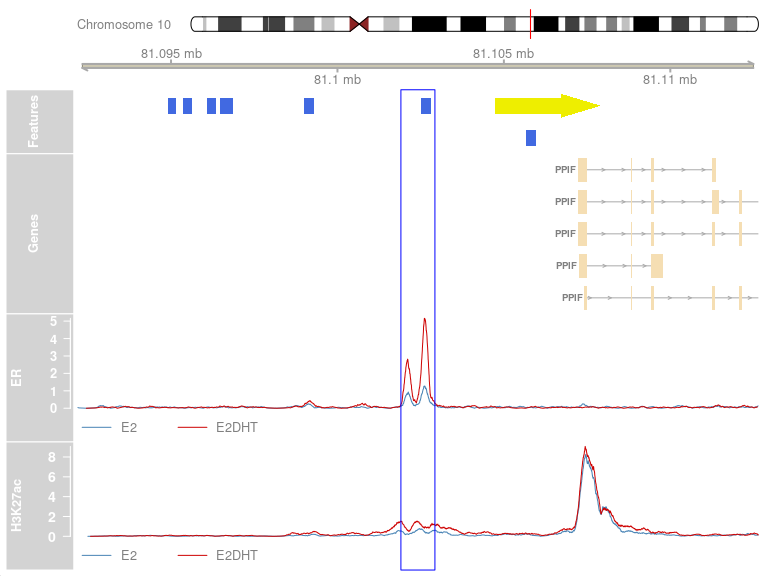 Chromosome 10
81.095 mb
81.105 mb
81.1 mb
81.11 mb
Features
Genes
PPIF
PPIF
PPIF
PPIF
PPIF
ER
5
4
3
2
1
0
E2
E2DHT
H3K27ac
8
6
4
2
0
E2
E2DHT